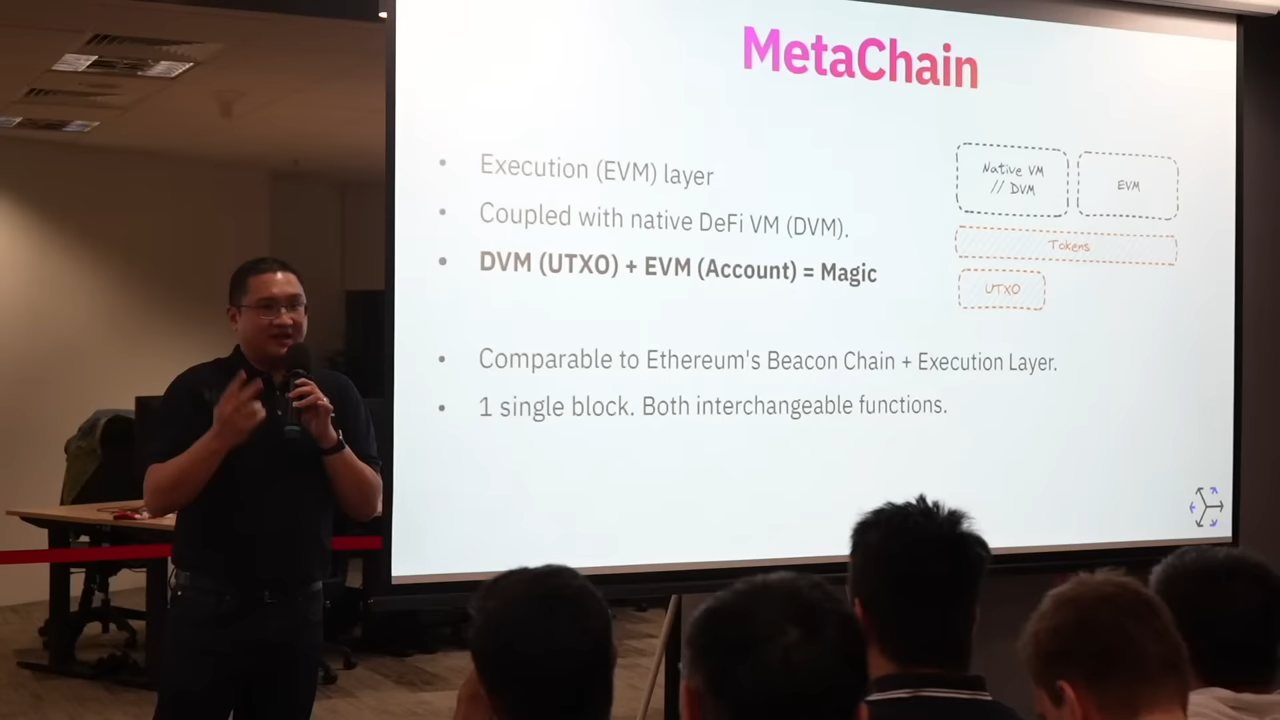 MetaChain
• Execution (EVM) layer
• Coupled with native DeFi VM (DVM).
• DVM (UTXO) + EVM (Account) = Magic
• Comparable to Ethereum's Beacon Chain + Execution Layer.
• 1 single block. Both interchangeable functions.
Native VM
// DVM
EVM
Tokens
UTXO